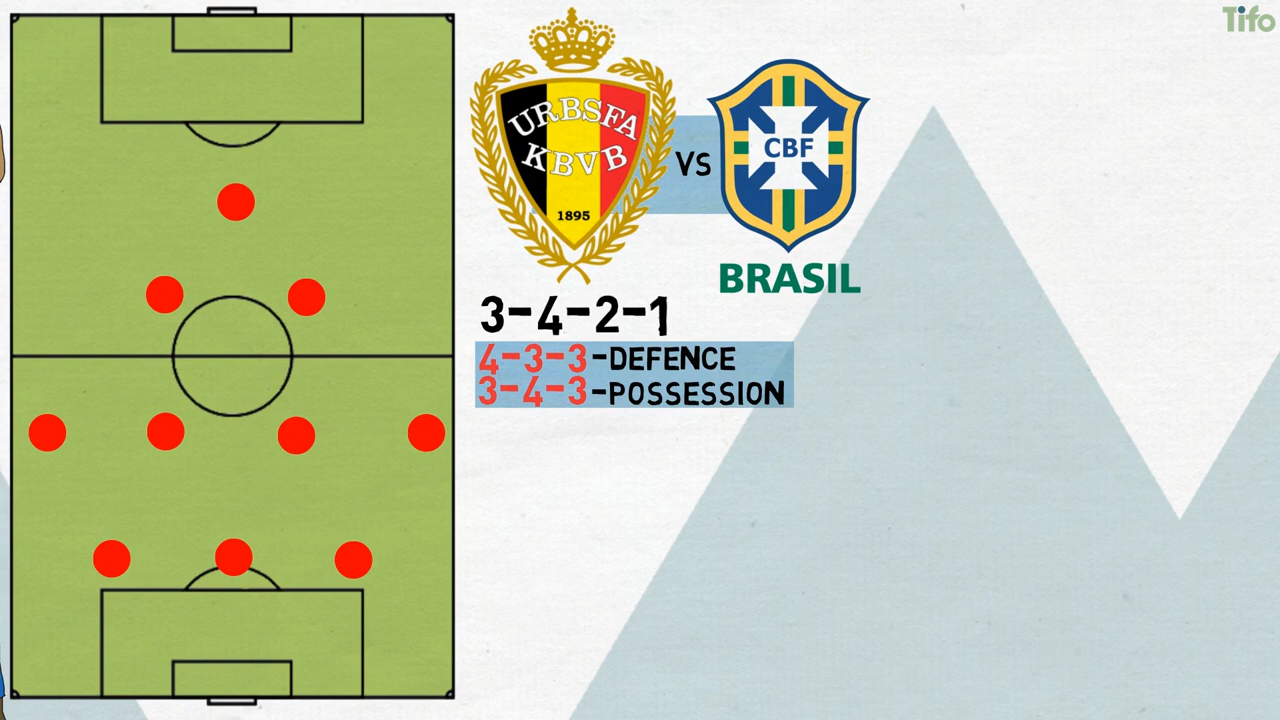 Tifo
URBSFA
KBVB
1895
VS
CBF
BRASIL
3-4-2-1
4-3-3-DEFENCE
3-4-3-POSSESSION